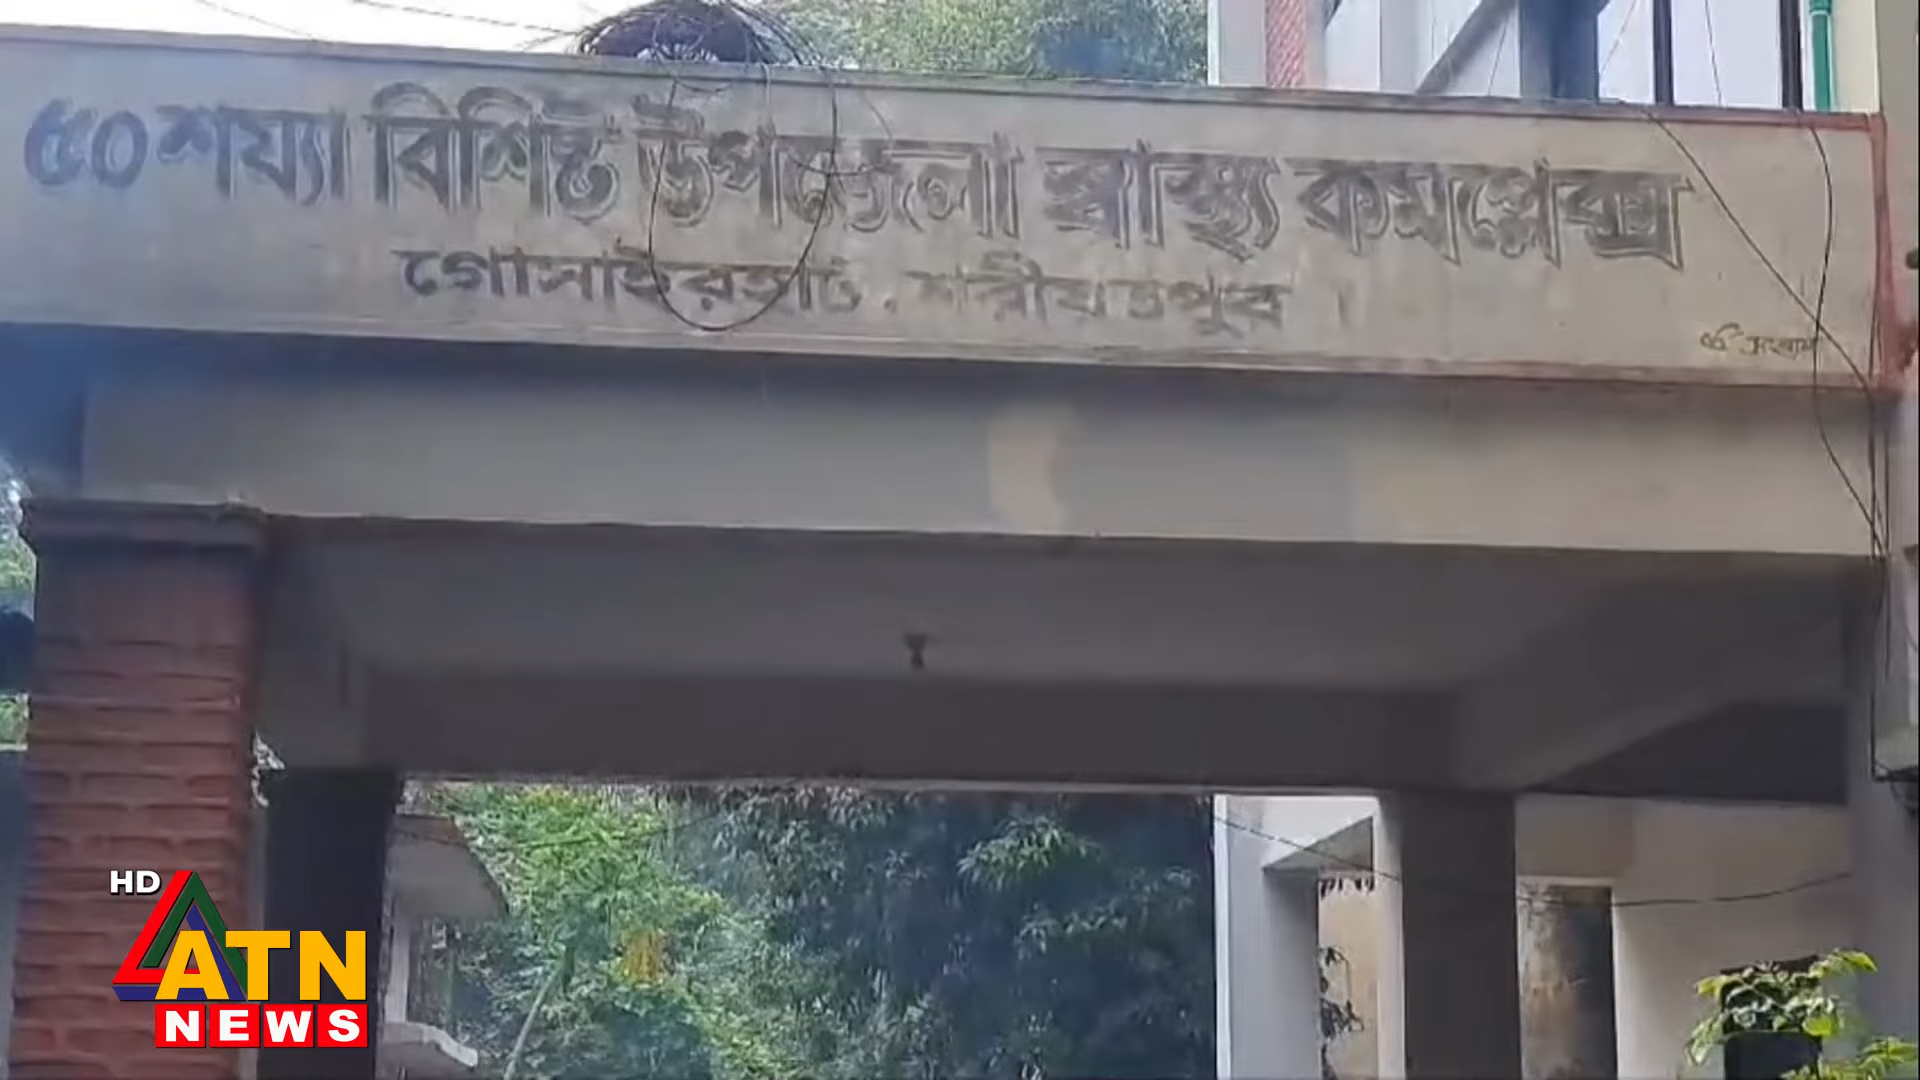 ৫০ শয্যা বিশিষ্ট উপজেলা স্বাস্থ্য কমপ্লেক্স
গোসাইরহাট, শরীয়তপুর।
HD
ATN
NEWS